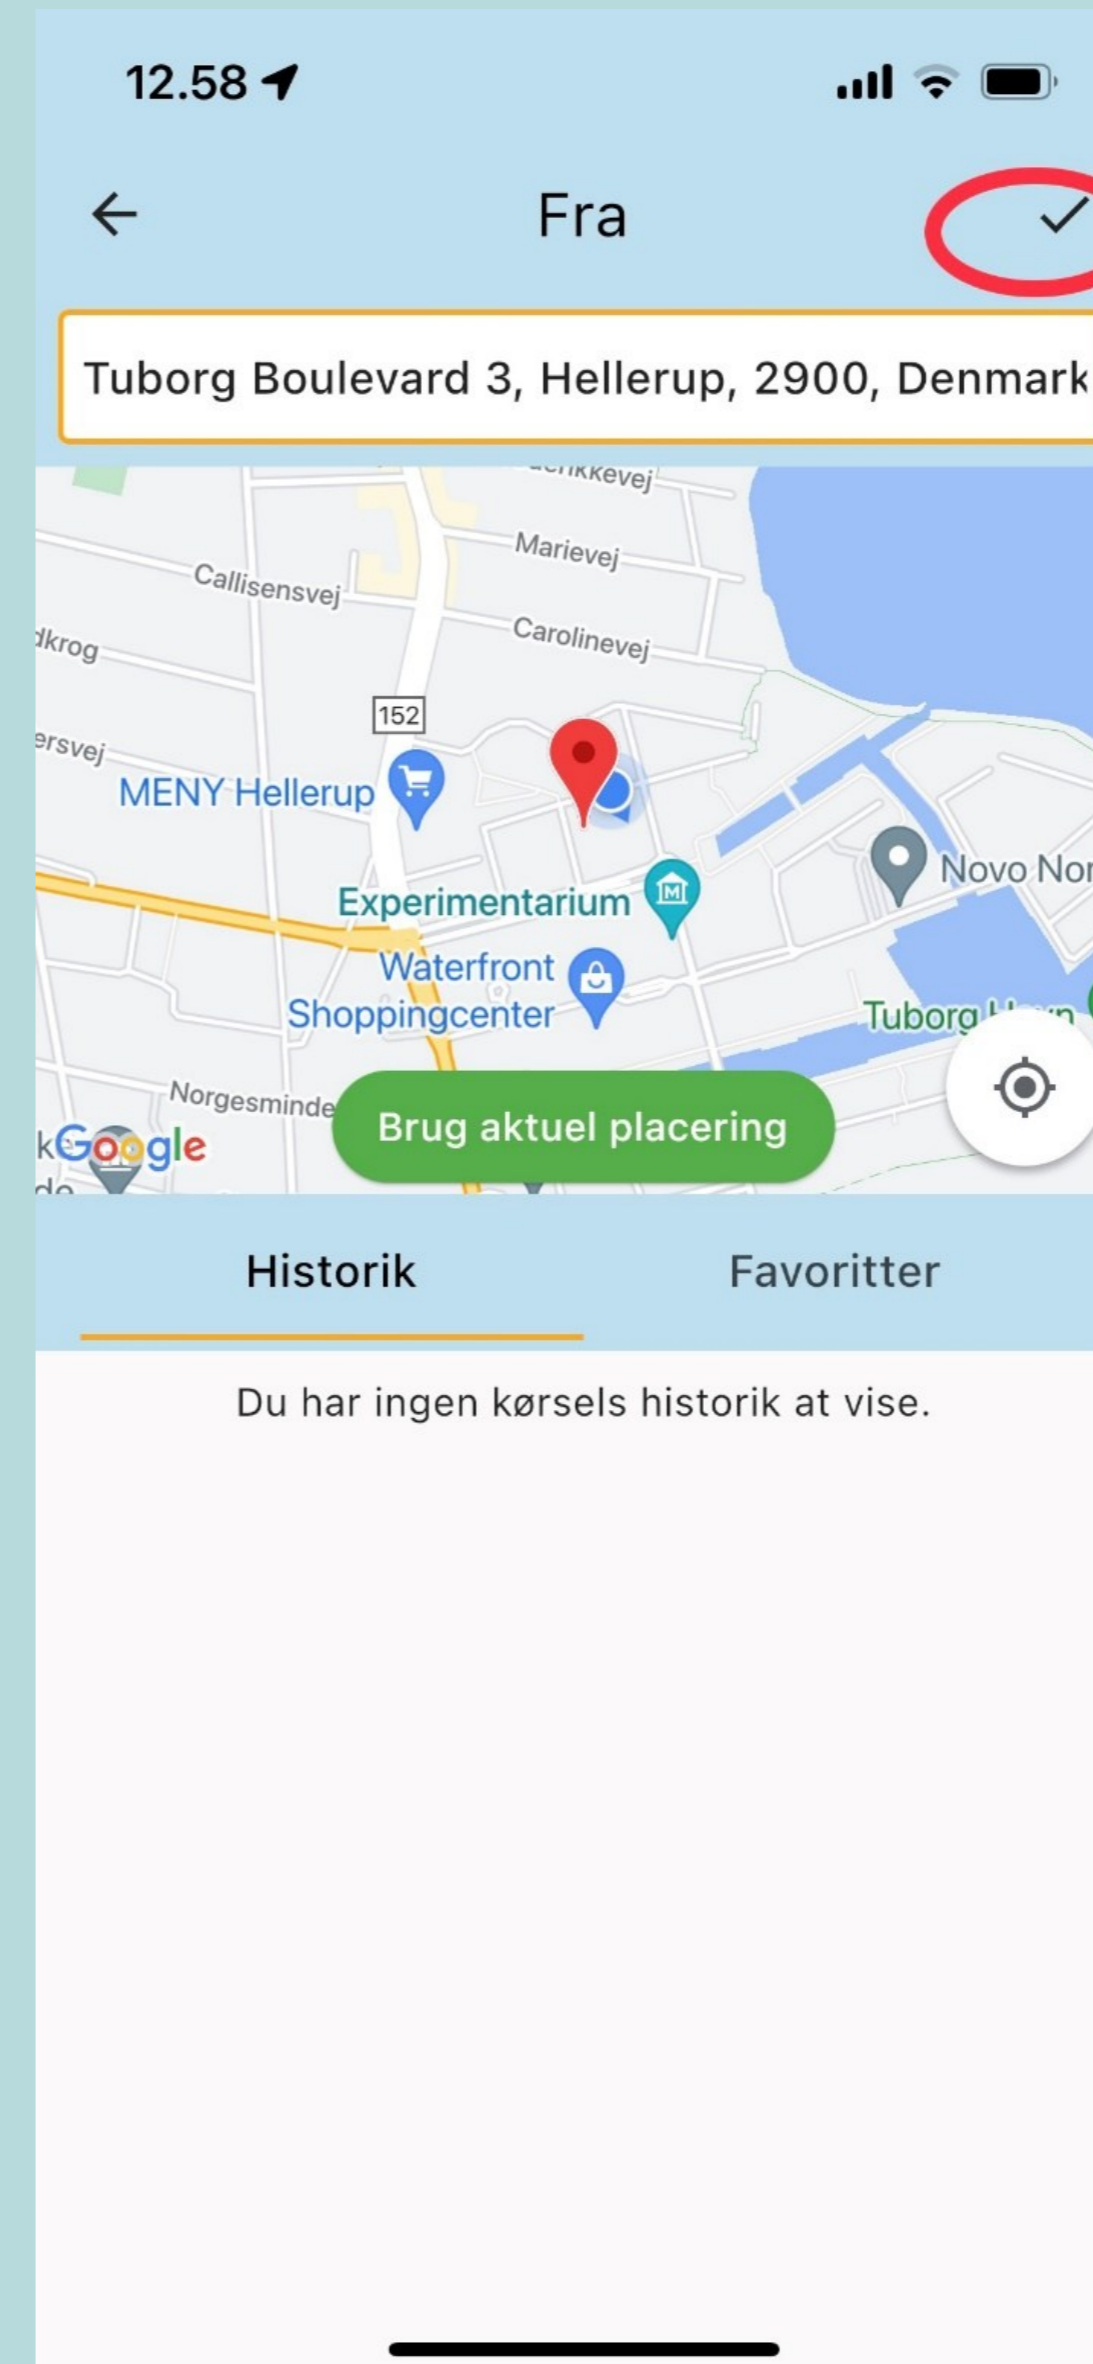 12.58
Fra
Tuborg Boulevard 3, Hellerup, 2900, Denmark
Marievej
Callisensvej
Carolinevej
152
MENY Hellerup
Novo
Experimentarium
Waterfront
Shoppingcenter
Tuborg
Norgesminde
Brug aktuel placering
Google
Historik
Favoritter
Du har ingen kørsels historik at vise.